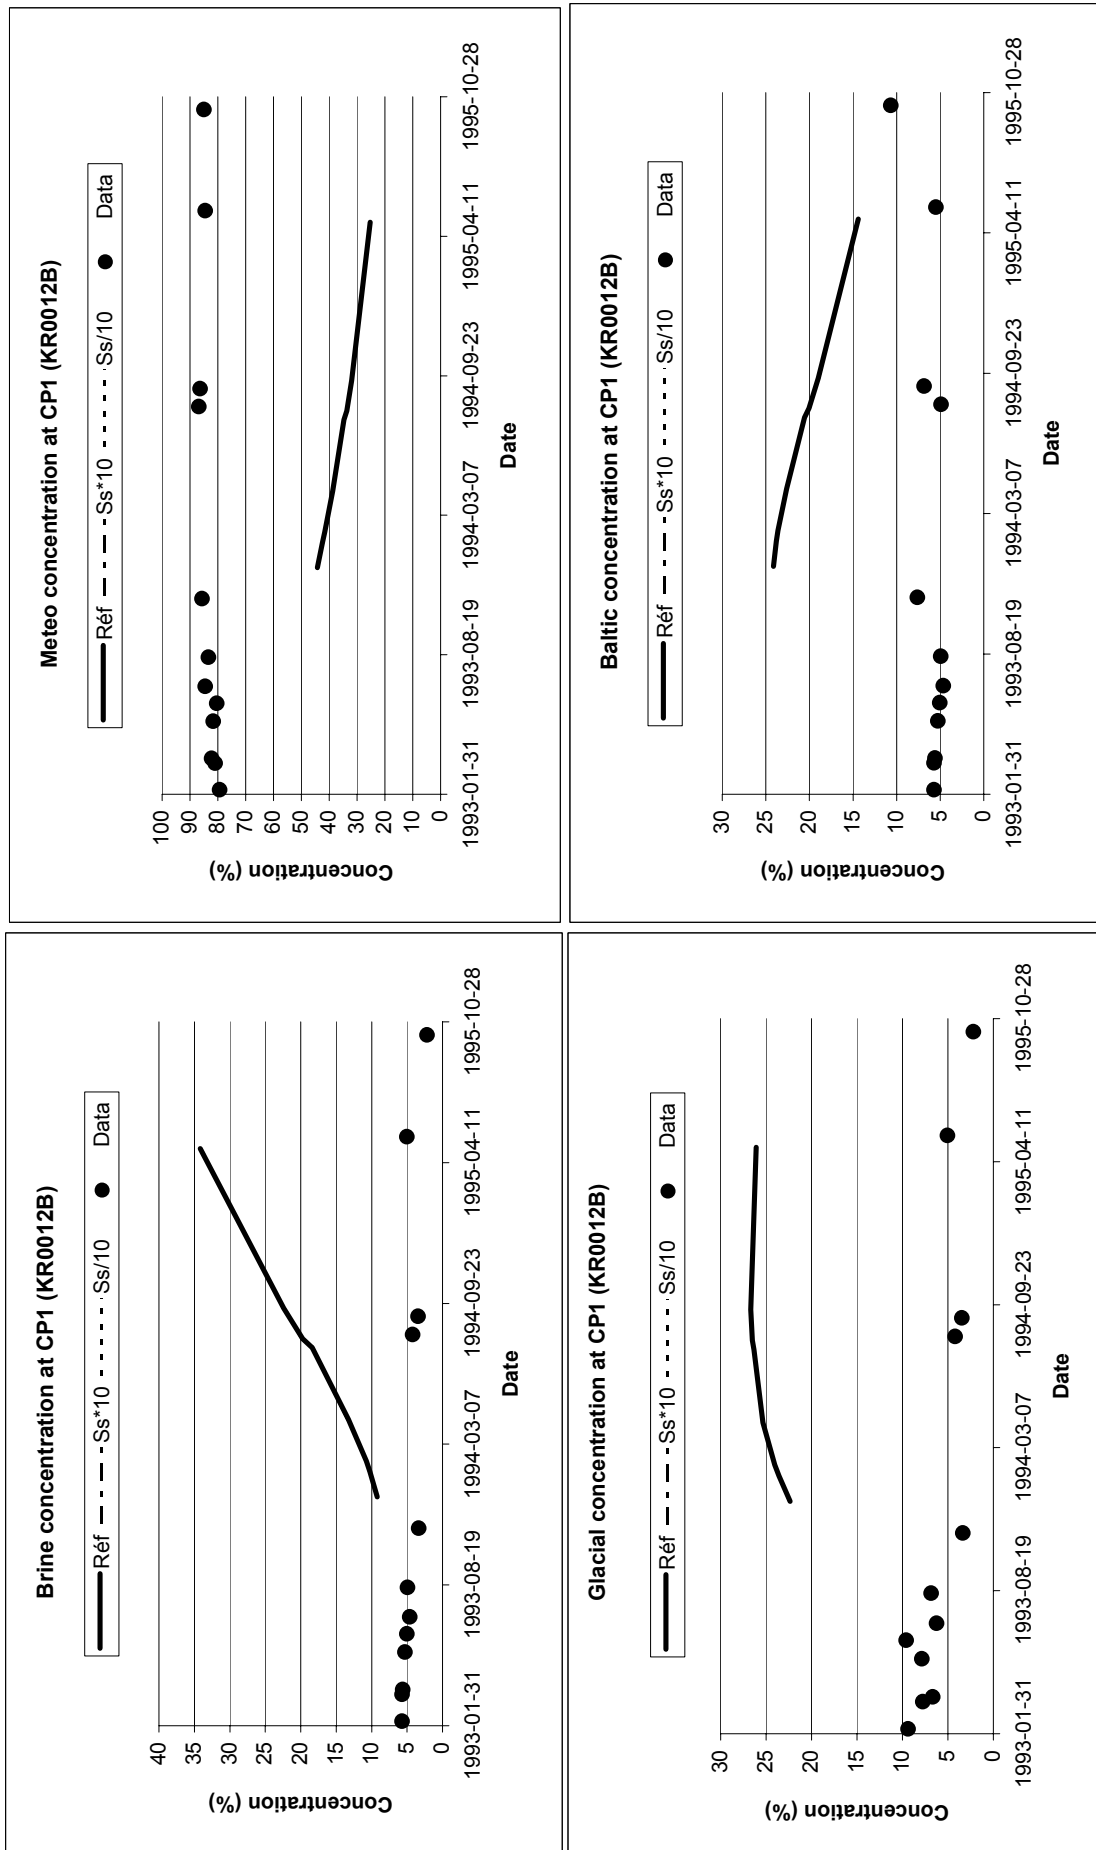 Brine concentration at CP1 (KR0012B)
Réf Ss*10 Ss/10 Data
40
35
30
25
20
15
10
5
0
Concentration (%)
1993-01-31 1993-08-19 1994-03-07 1994-09-23 1995-04-11 1995-10-28
Date
Meteo concentration at CP1 (KR0012B)
Réf Ss*10 Ss/10 Data
100
90
80
70
60
50
40
30
20
10
0
Concentration (%)
1993-01-31 1993-08-19 1994-03-07 1994-09-23 1995-04-11 1995-10-28
Date
Glacial concentration at CP1 (KR0012B)
Réf Ss*10 Ss/10 Data
30
25
20
15
10
5
0
Concentration (%)
1993-01-31 1993-08-19 1994-03-07 1994-09-23 1995-04-11 1995-10-28
Date
Baltic concentration at CP1 (KR0012B)
Réf Ss*10 Ss/10 Data
30
25
20
15
10
5
0
Concentration (%)
1993-01-31 1993-08-19 1994-03-07 1994-09-23 1995-04-11 1995-10-28
Date